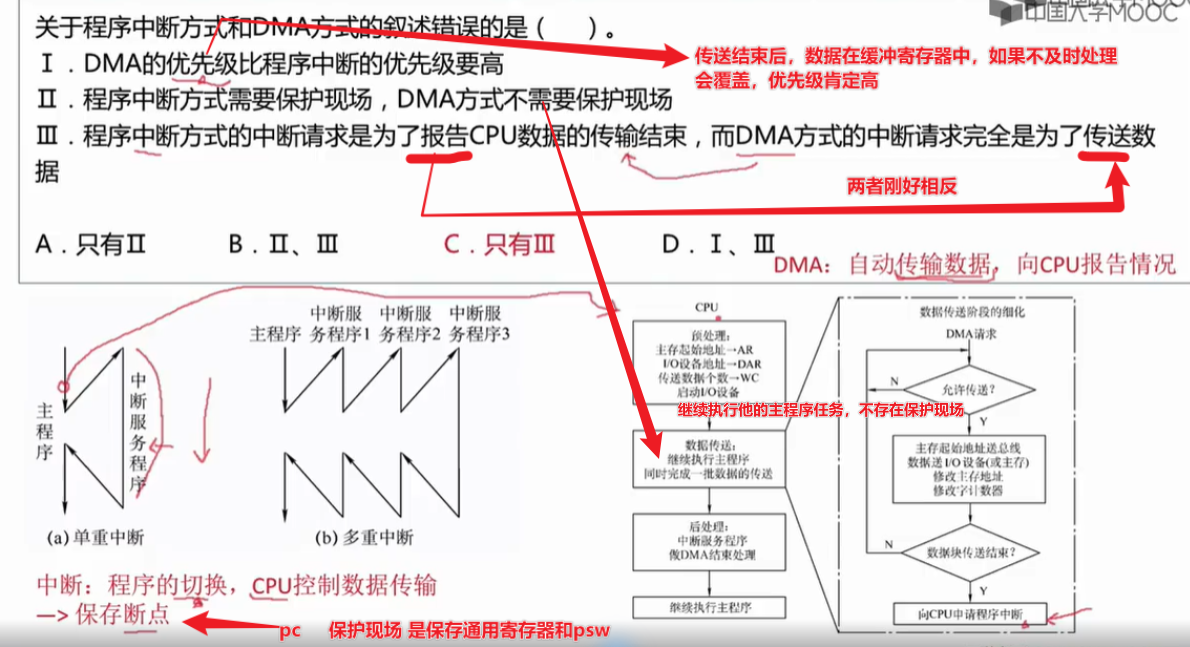 中国大学MOOC
关于程序中断方式和DMA方式的叙述错误的是（ ）。
Ⅰ．DMA的优先级比程序中断的优先级要高
传送结束后，数据在缓冲寄存器中，如果不及时处理
会覆盖，优先级肯定高
Ⅱ．程序中断方式需要保护现场，DMA方式不需要保护现场
Ⅲ．程序中断方式的中断请求是为了报告CPU数据的传输结束，而DMA方式的中断请求完全是为了传送数
据
两者刚好相反
A．只有Ⅱ B．Ⅱ、Ⅲ C．只有Ⅲ D．Ⅰ、Ⅲ
DMA：自动传输数据，向CPU报告情况
主程序
中断服务程序
(a)单重中断
主程序
中断服
务程序1
中断服
务程序2
中断服
务程序3
(b)多重中断
中断：程序的切换，CPU控制数据传输
—> 保存断点
pc 保护现场 是保存通用寄存器和psw
CPU
预处理：
主存起始地址→AR
I/O设备地址→DAR
传送数据个数→WC
启动I/O设备
继续执行他的主程序任务，不存在保护现场
数据传送：
继续执行主程序
同时完成一批数据的传送
后处理：
中断服务程序
做DMA结束处理
继续执行主程序
数据传送阶段的细化
DMA请求
允许传送？
N
Y
主存起始地址送总线
数据送I/O设备(或主存)
修改主存地址
修改字计数器
数据块传送结束？
N
Y
向CPU申请程序中断